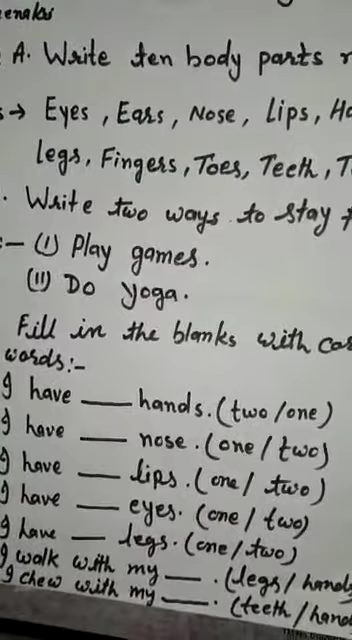 A. Write ten body parts
→ Eyes, Ears, Nose, Lips,
legs, Fingers, Toes, Teeth,
. Write two ways to stay
:- (I) Play games.
(II) Do yoga.
Fill in the blanks with
words:-
I have ___ hands. (two/one)
I have ___ nose. (one/two)
I have ___ lips. (one/two)
I have ___ eyes. (one/two)
I have ___ legs. (one/two)
I walk with my ___. (legs/hands
I chew with my ___. (teeth/hand